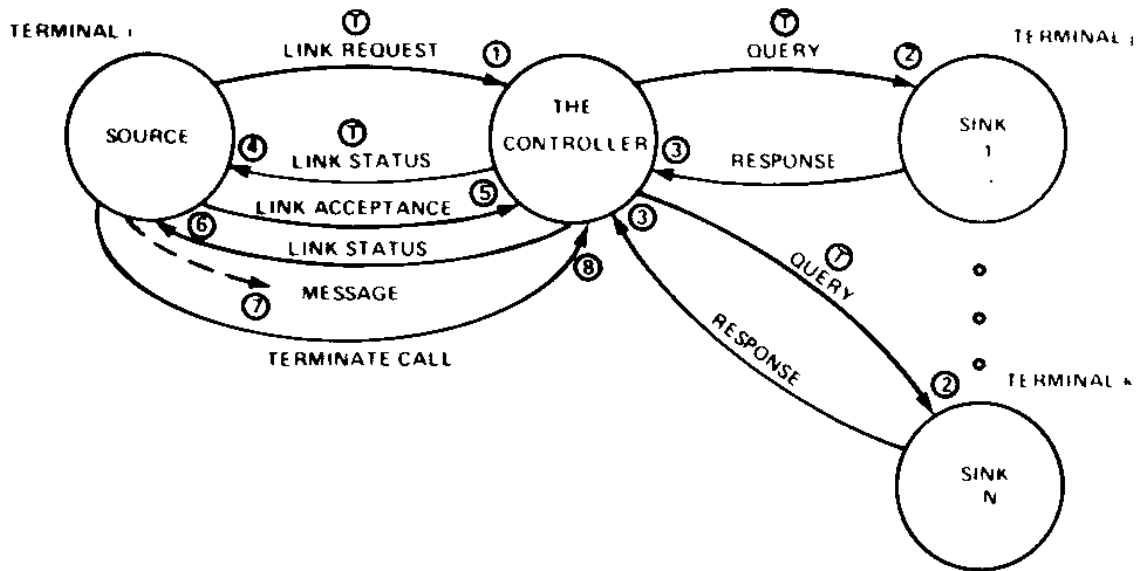 TERMINAL i
Ⓣ
LINK REQUEST
①
Ⓣ
QUERY
②
TERMINAL j
SOURCE
THE
CONTROLLER
SINK
1
④
Ⓣ
LINK STATUS
③
RESPONSE
⑤
LINK ACCEPTANCE
⑥
LINK STATUS
③
⑧
Ⓣ
QUERY
⑦
MESSAGE
RESPONSE
TERMINATE CALL
②
TERMINAL k
SINK
N